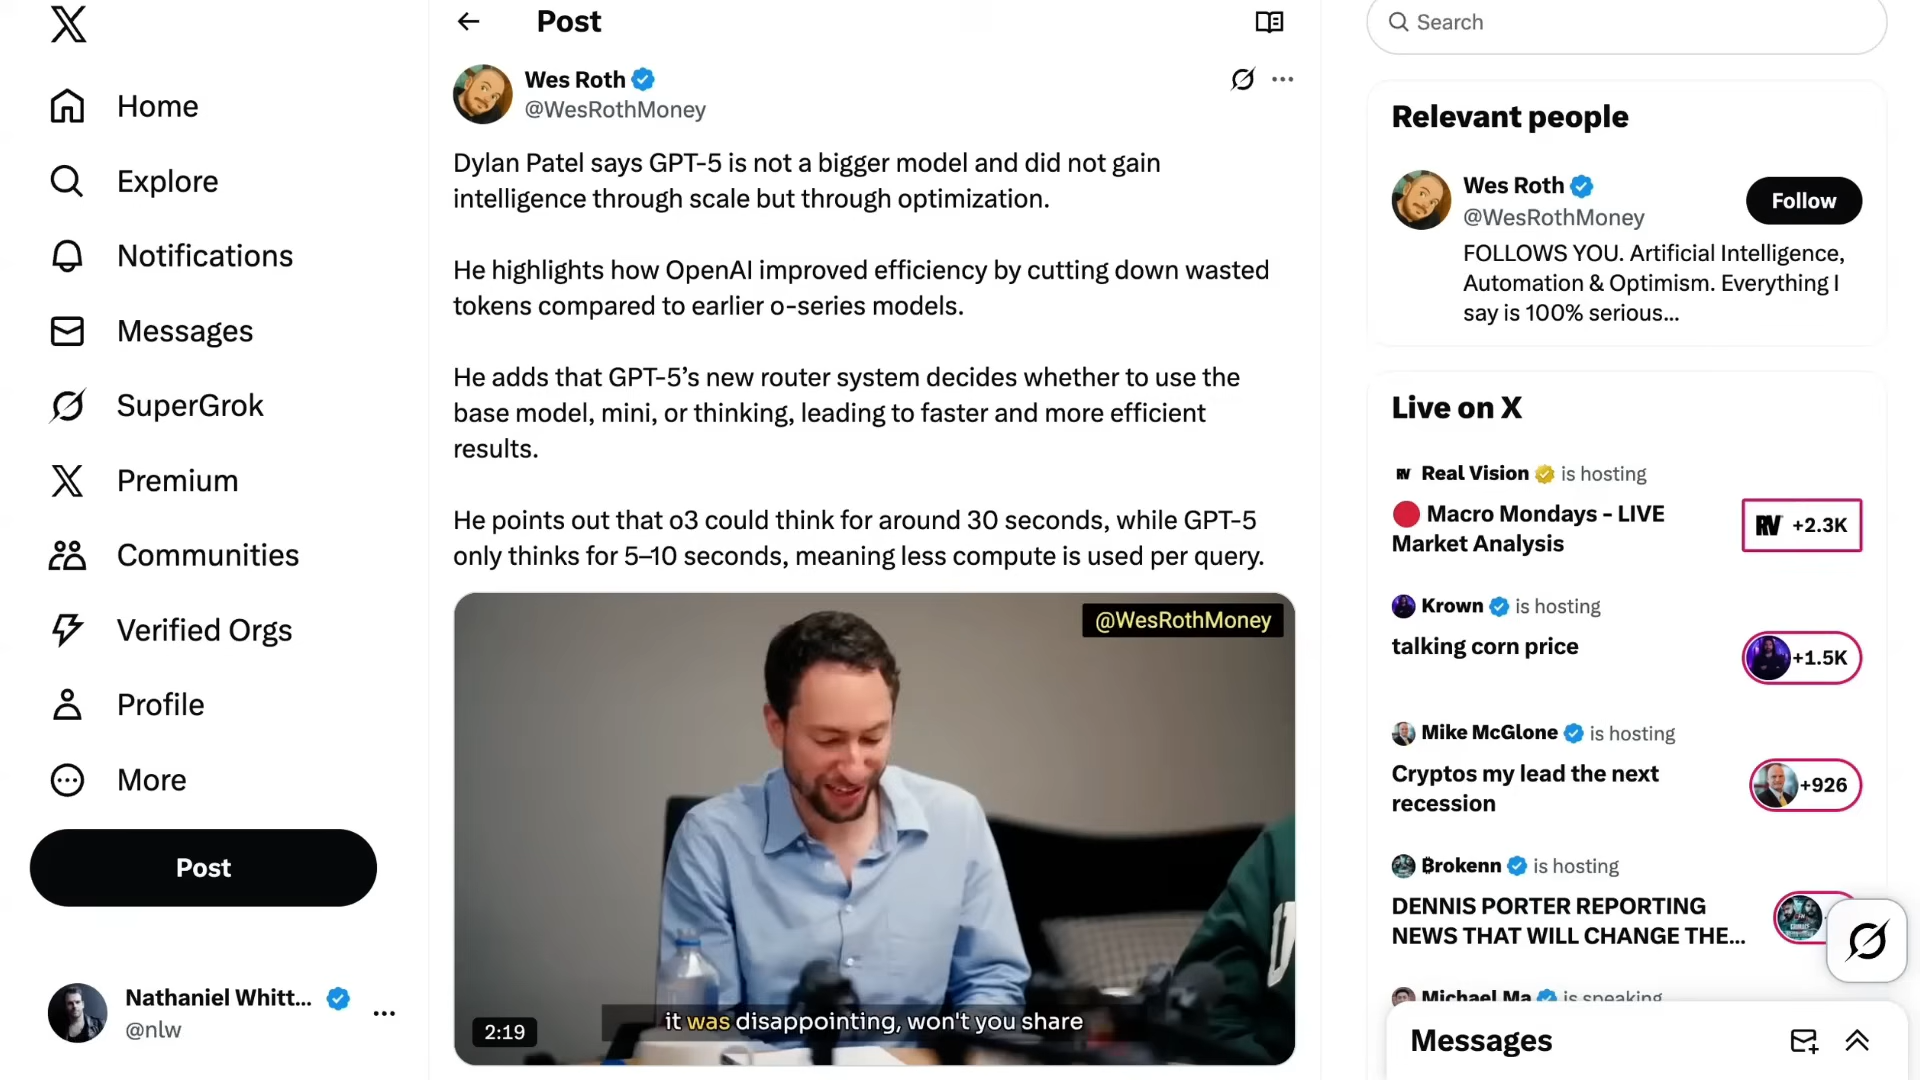 Home
Explore
Notifications
Messages
SuperGrok
Premium
Communities
Verified Orgs
Profile
More
Post
Nathaniel Whitt...
@nlw
Post
Wes Roth
@WesRothMoney
Dylan Patel says GPT-5 is not a bigger model and did not gain
intelligence through scale but through optimization.
He highlights how OpenAI improved efficiency by cutting down wasted
tokens compared to earlier o-series models.
He adds that GPT-5’s new router system decides whether to use the
base model, mini, or thinking, leading to faster and more efficient
results.
He points out that o3 could think for around 30 seconds, while GPT-5
only thinks for 5–10 seconds, meaning less compute is used per query.
@WesRothMoney
it was disappointing, won't you share
2:19
Search
Relevant people
Wes Roth
@WesRothMoney
Follow
FOLLOWS YOU. Artificial Intelligence,
Automation & Optimism. Everything I
say is 100% serious...
Live on X
RV Real Vision is hosting
Macro Mondays - LIVE
Market Analysis
RV +2.3K
Krown is hosting
talking corn price
+1.5K
Mike McGlone is hosting
Cryptos my lead the next
recession
+926
₿rokenn is hosting
DENNIS PORTER REPORTING
NEWS THAT WILL CHANGE THE...
Michael Ma is speaking
Messages